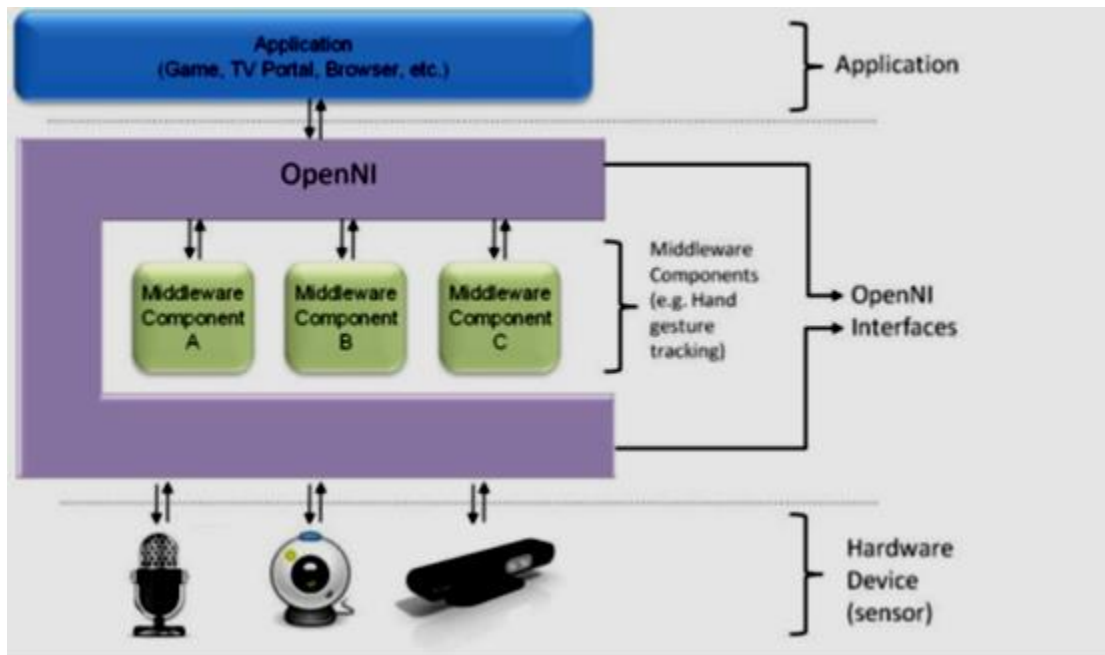 Application
(Game, TV Portal, Browser, etc.)
Application
OpenNI
Middleware
Component
A
Middleware
Component
B
Middleware
Component
C
Middleware
Components
(e.g. Hand
gesture
tracking)
OpenNI
Interfaces
Hardware
Device
(sensor)